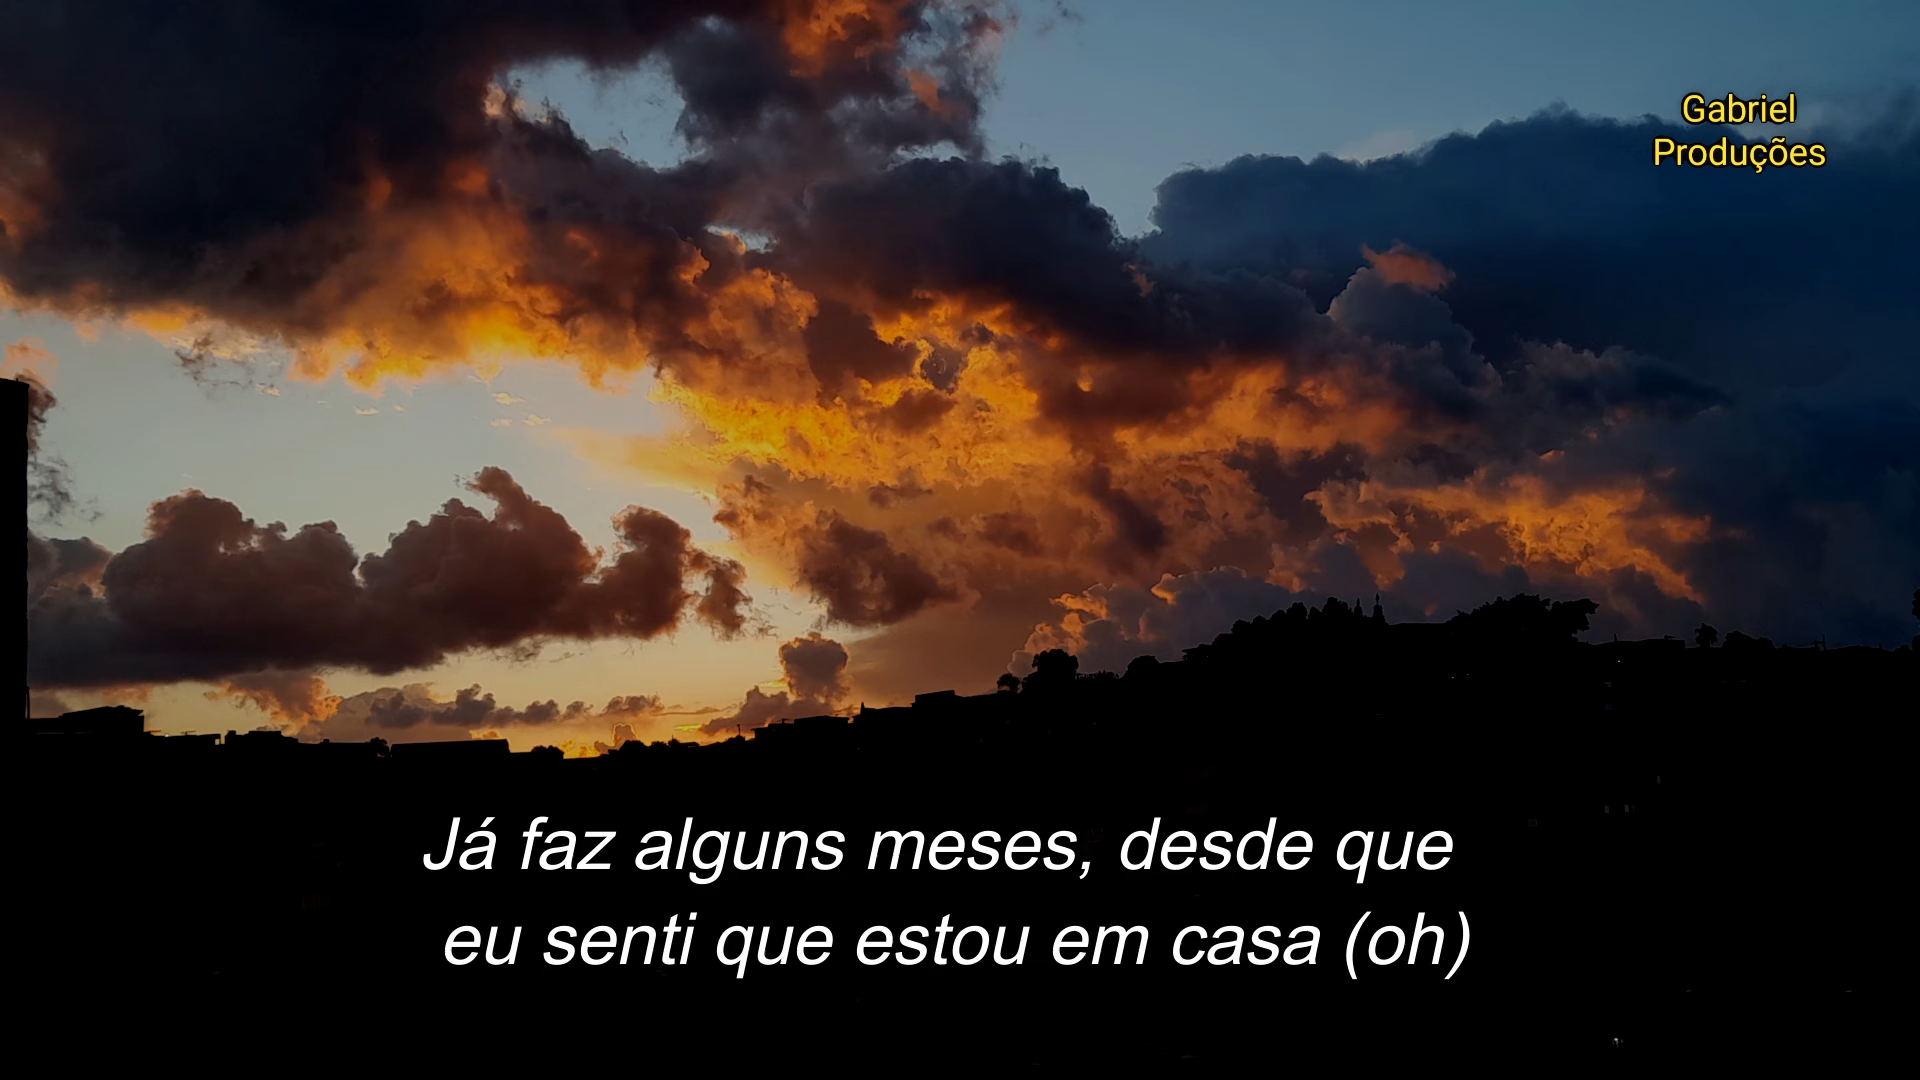 Gabriel
Produções
Já faz alguns meses, desde que
eu senti que estou em casa (oh)